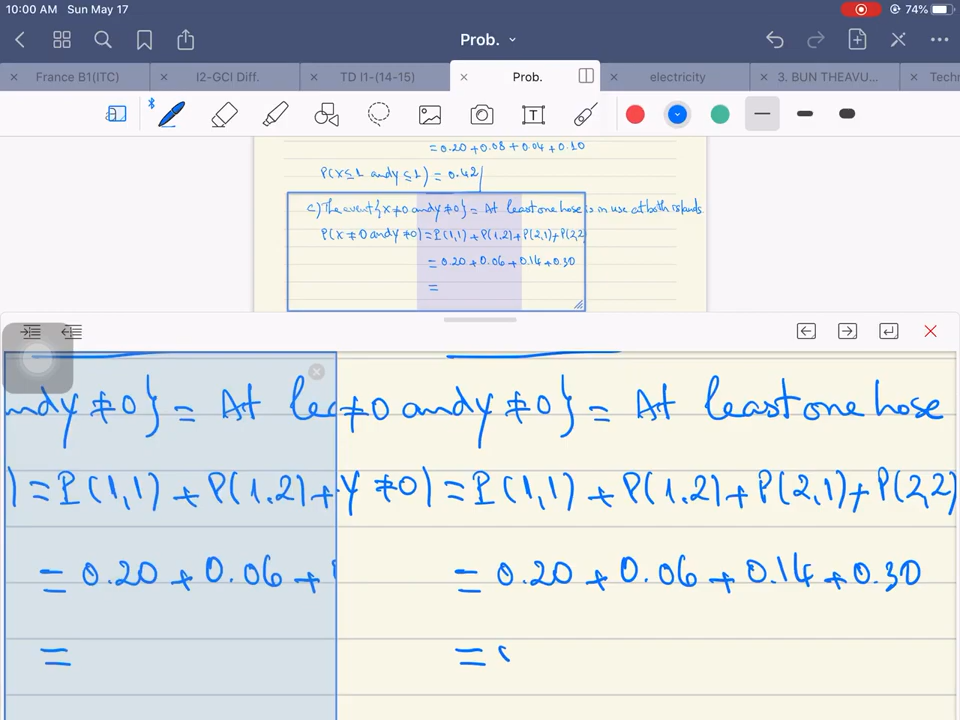 10:00 AM Sun May 17 74%
Prob.
France B1(ITC) I2-GCI Diff. TD I1-(14-15) Prob. electricity 3. BUN THEAVU... Techn
= 0.20 + 0.08 + 0.04 + 0.10
P(X ≤ 1 and y ≤ 1) = 0.42
c) The event {X ≠ 0 and y ≠ 0} = At least one hose is in use at both islands.
P(X ≠ 0 and y ≠ 0) = P(1,1) + P(1.2) + P(2,1) + P(2,2)
= 0.20 + 0.06 + 0.14 + 0.30
=
and y ≠ 0} = At lea
) = P(1,1) + P(1.2) +
= 0.20 + 0.06 +
=
≠ 0 and y ≠ 0} = At least one hose
y ≠ 0) = P(1,1) + P(1.2) + P(2,1) + P(2,2)
= 0.20 + 0.06 + 0.14 + 0.30
=